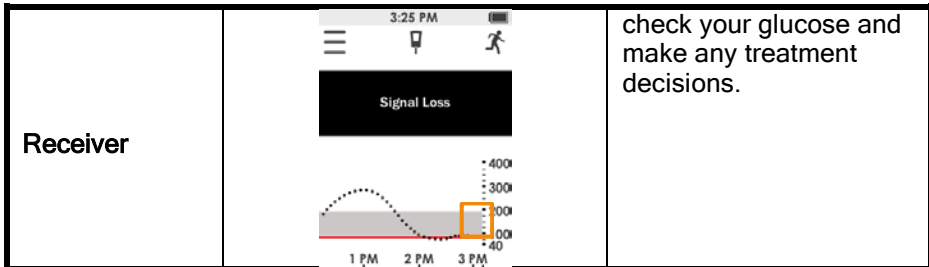 3:25 PM
check your glucose and
make any treatment
decisions.
Signal Loss
Receiver
400
300
200
00
40
1 PM 2 PM 3 PM